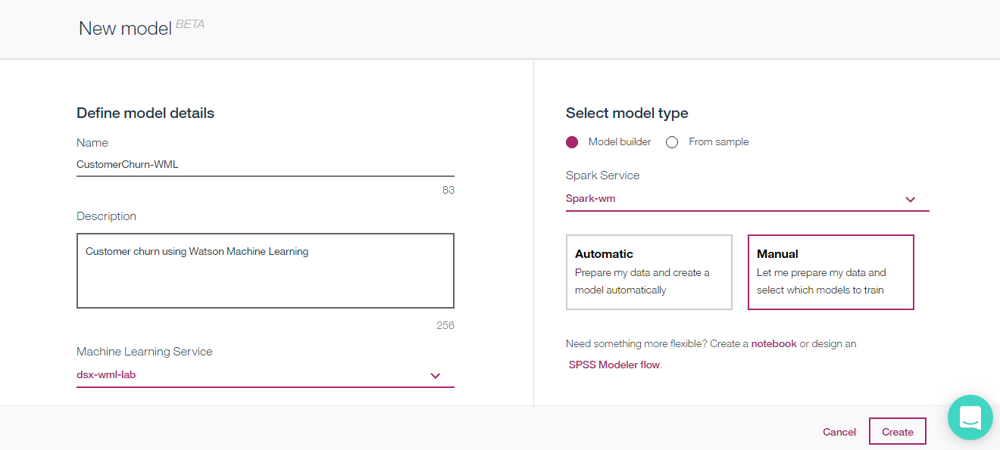 New model BETA
Define model details
Name
CustomerChurn-WML
83
Description
Customer churn using Watson Machine Learning
256
Machine Learning Service
dsx-wml-lab
Select model type
Model builder
From sample
Spark Service
Spark-wm
Automatic
Prepare my data and create a
model automatically
Manual
Let me prepare my data and
select which models to train
Need something more flexible? Create a notebook or design an
SPSS Modeler flow.
Cancel
Create